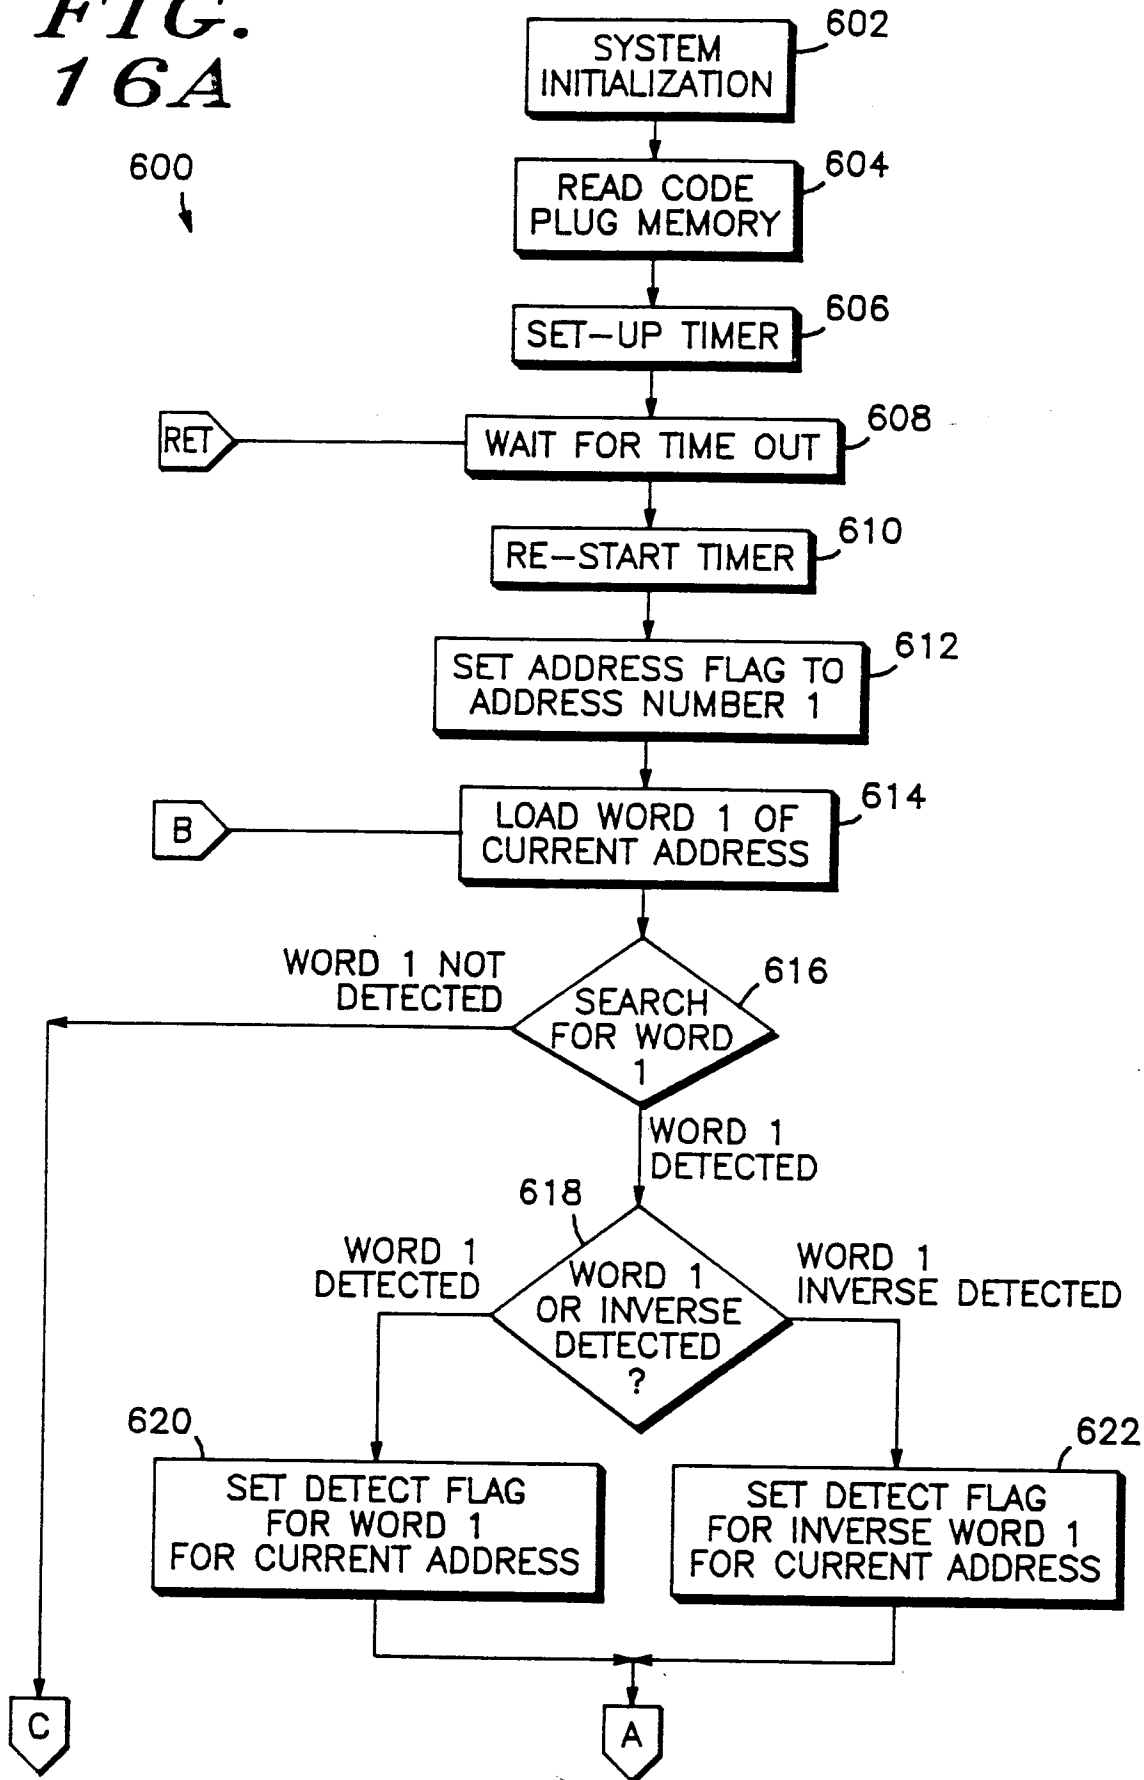 FIG.
16A
600
SYSTEM
INITIALIZATION
602
READ CODE
PLUG MEMORY
604
SET-UP TIMER
606
RET
WAIT FOR TIME OUT
608
RE-START TIMER
610
SET ADDRESS FLAG TO
ADDRESS NUMBER 1
612
B
LOAD WORD 1 OF
CURRENT ADDRESS
614
WORD 1 NOT
DETECTED
SEARCH
FOR WORD
1
616
WORD 1
DETECTED
618
WORD 1
DETECTED
WORD 1
OR INVERSE
DETECTED
?
WORD 1
INVERSE DETECTED
620
SET DETECT FLAG
FOR WORD 1
FOR CURRENT ADDRESS
622
SET DETECT FLAG
FOR INVERSE WORD 1
FOR CURRENT ADDRESS
C
A